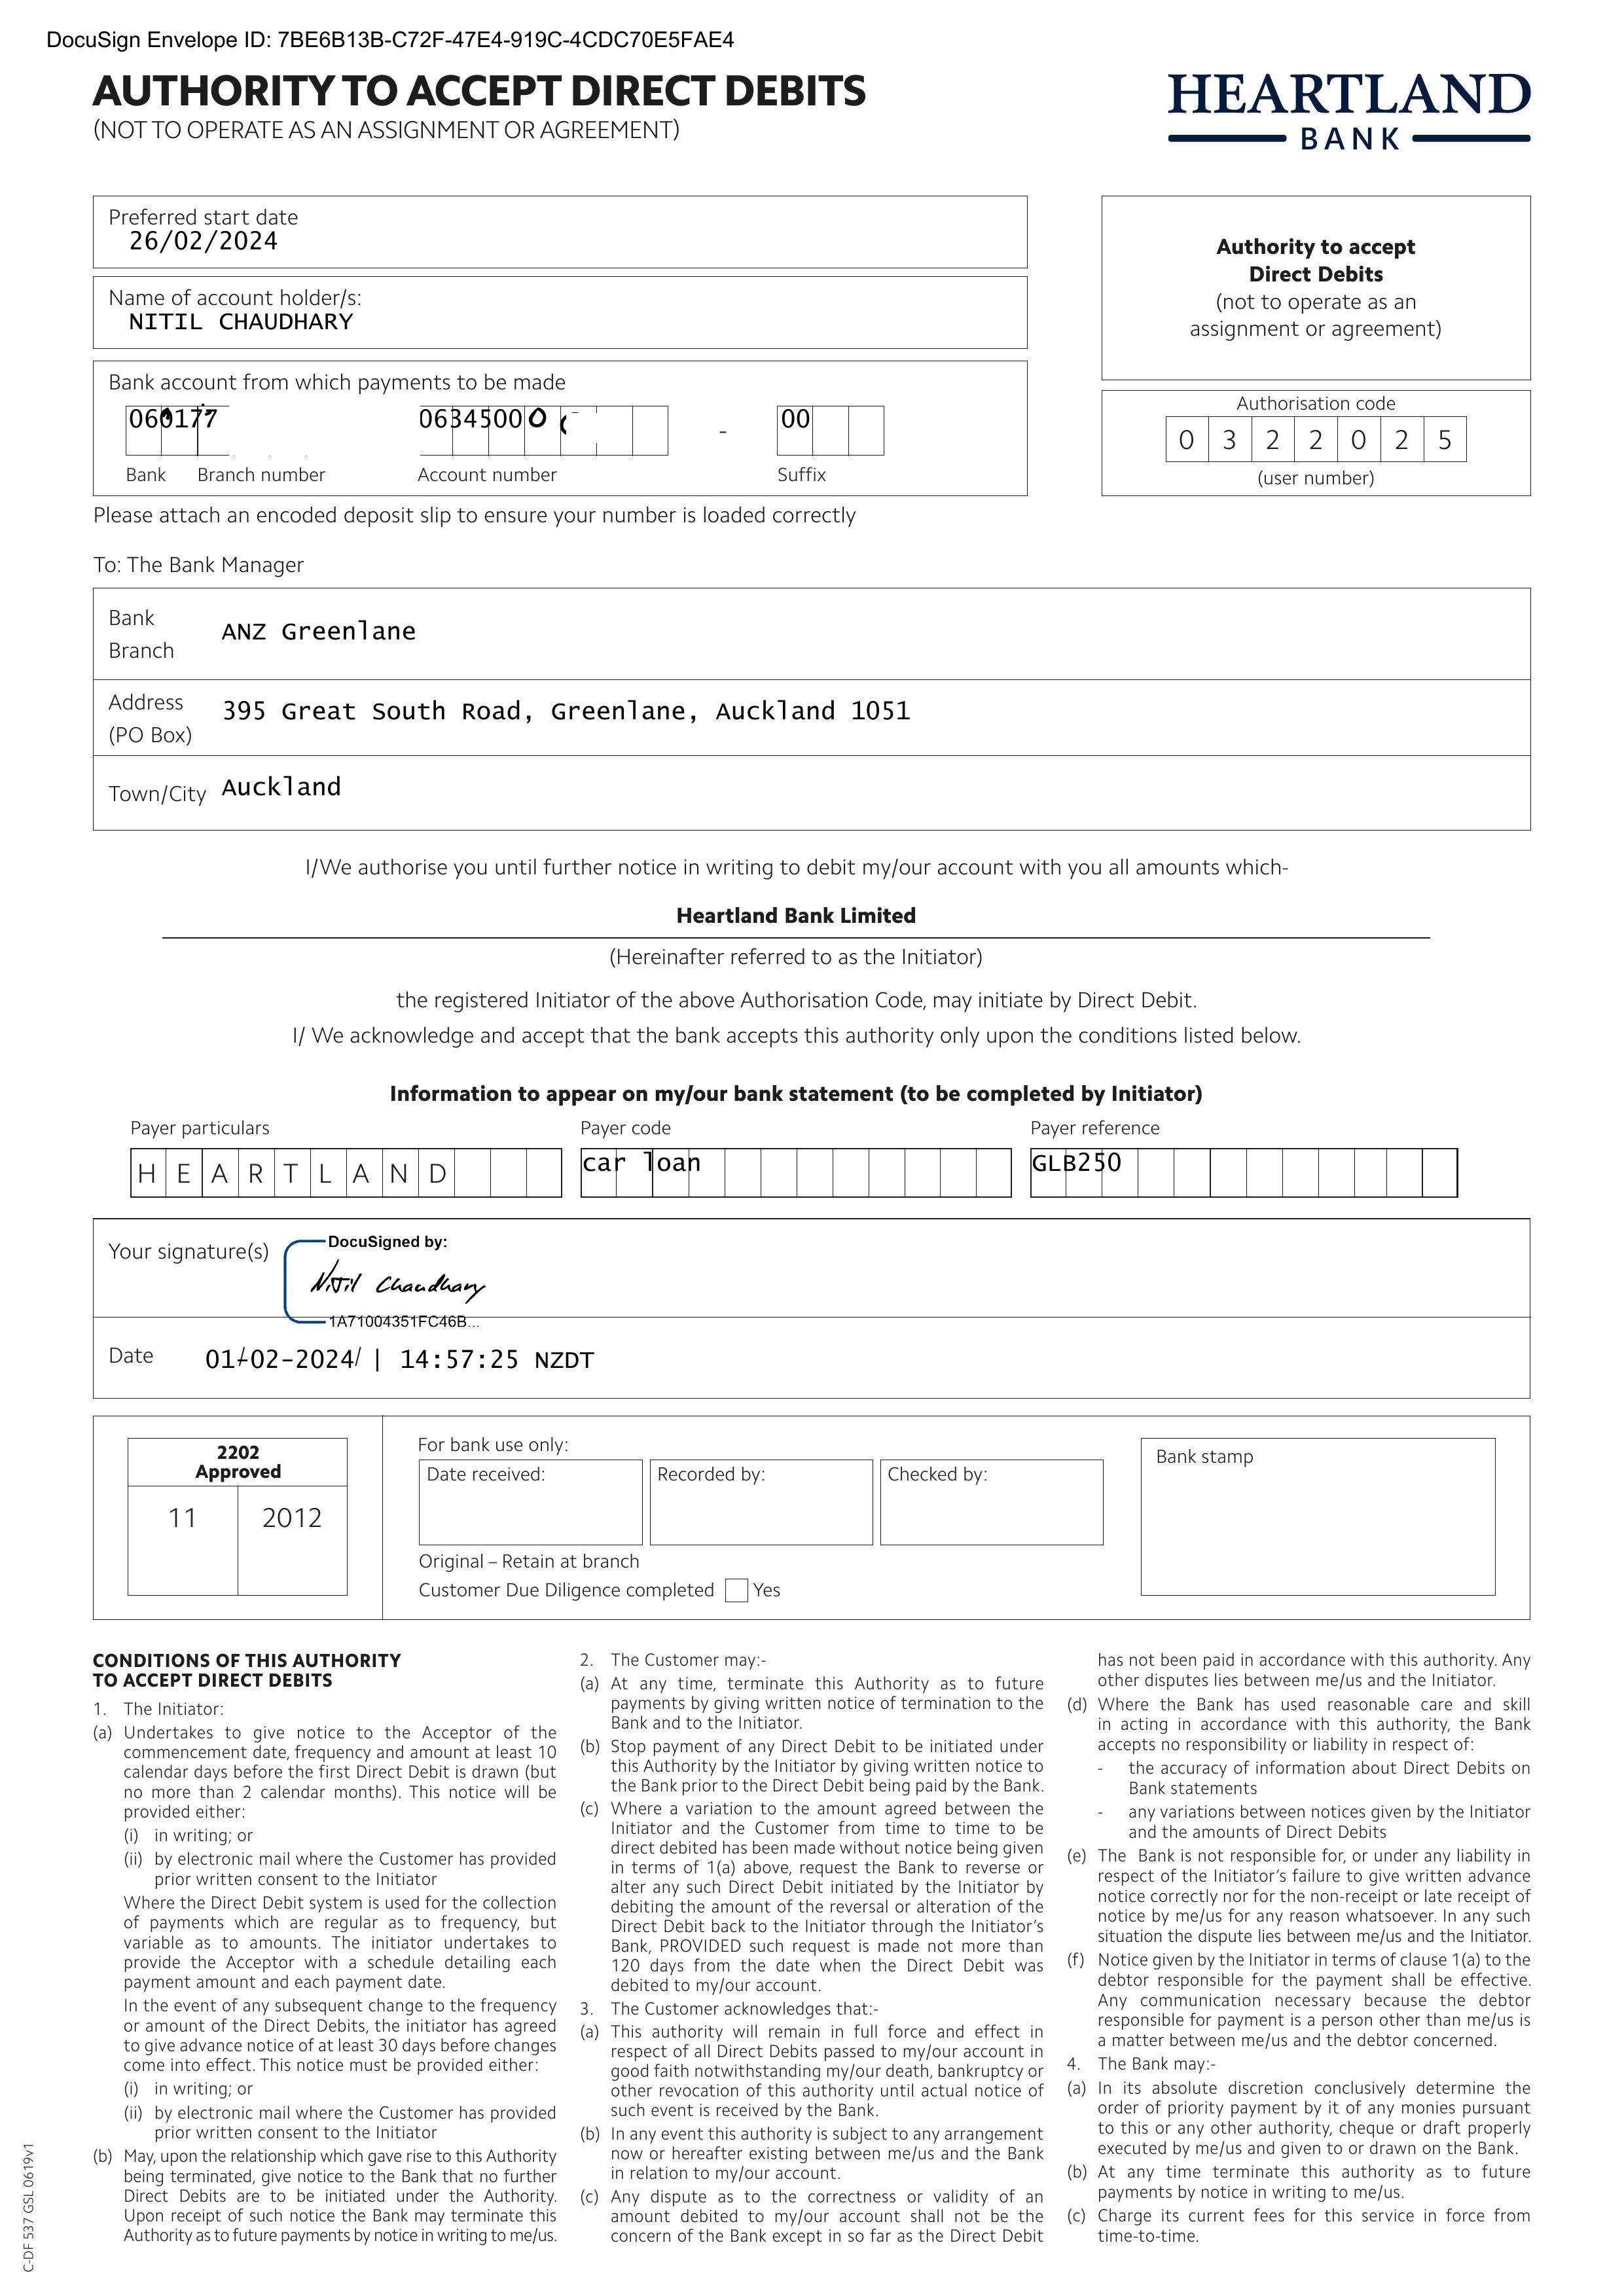 DocuSign Envelope ID: 7BE6B13B-C72F-47E4-919C-4CDC70E5FAE4
AUTHORITY TO ACCEPT DIRECT DEBITS
(NOT TO OPERATE AS AN ASSIGNMENT OR AGREEMENT)
HEARTLAND
BANK
Preferred start date
26/02/2024
Name of account holder/s:
NITIL CHAUDHARY
Bank account from which payments to be made
060177 0634500 - 00
Bank Branch number Account number Suffix
Authority to accept
Direct Debits
(not to operate as an
assignment or agreement)
Authorisation code
0 3 2 2 0 2 5
(user number)
Please attach an encoded deposit slip to ensure your number is loaded correctly
To: The Bank Manager
Bank
Branch
ANZ Greenlane
Address
(PO Box)
395 Great South Road, Greenlane, Auckland 1051
Town/City Auckland
I/We authorise you until further notice in writing to debit my/our account with you all amounts which-
Heartland Bank Limited
(Hereinafter referred to as the Initiator)
the registered Initiator of the above Authorisation Code, may initiate by Direct Debit.
I/ We acknowledge and accept that the bank accepts this authority only upon the conditions listed below.
Information to appear on my/our bank statement (to be completed by Initiator)
Payer particulars Payer code Payer reference
H E A R T L A N D car loan GLB250
Your signature(s)
DocuSigned by:
Nitil Chaudhary
1A71004351FC46B...
Date 01-02-2024 | 14:57:25 NZDT
2202
Approved
11 2012
For bank use only:
Date received: Recorded by: Checked by:
Original – Retain at branch
Customer Due Diligence completed Yes
Bank stamp
CONDITIONS OF THIS AUTHORITY
TO ACCEPT DIRECT DEBITS
1. The Initiator:
(a) Undertakes to give notice to the Acceptor of the
commencement date, frequency and amount at least 10
calendar days before the first Direct Debit is drawn (but
no more than 2 calendar months). This notice will be
provided either:
(i) in writing; or
(ii) by electronic mail where the Customer has provided
prior written consent to the Initiator
Where the Direct Debit system is used for the collection
of payments which are regular as to frequency, but
variable as to amounts. The initiator undertakes to
provide the Acceptor with a schedule detailing each
payment amount and each payment date.
In the event of any subsequent change to the frequency
or amount of the Direct Debits, the initiator has agreed
to give advance notice of at least 30 days before changes
come into effect. This notice must be provided either:
(i) in writing; or
(ii) by electronic mail where the Customer has provided
prior written consent to the Initiator
(b) May, upon the relationship which gave rise to this Authority
being terminated, give notice to the Bank that no further
Direct Debits are to be initiated under the Authority.
Upon receipt of such notice the Bank may terminate this
Authority as to future payments by notice in writing to me/us.
2. The Customer may:-
(a) At any time, terminate this Authority as to future
payments by giving written notice of termination to the
Bank and to the Initiator.
(b) Stop payment of any Direct Debit to be initiated under
this Authority by the Initiator by giving written notice to
the Bank prior to the Direct Debit being paid by the Bank.
(c) Where a variation to the amount agreed between the
Initiator and the Customer from time to time to be
direct debited has been made without notice being given
in terms of 1(a) above, request the Bank to reverse or
alter any such Direct Debit initiated by the Initiator by
debiting the amount of the reversal or alteration of the
Direct Debit back to the Initiator through the Initiator's
Bank, PROVIDED such request is made not more than
120 days from the date when the Direct Debit was
debited to my/our account.
3. The Customer acknowledges that:-
(a) This authority will remain in full force and effect in
respect of all Direct Debits passed to my/our account in
good faith notwithstanding my/our death, bankruptcy or
other revocation of this authority until actual notice of
such event is received by the Bank.
(b) In any event this authority is subject to any arrangement
now or hereafter existing between me/us and the Bank
in relation to my/our account.
(c) Any dispute as to the correctness or validity of an
amount debited to my/our account shall not be the
concern of the Bank except in so far as the Direct Debit
has not been paid in accordance with this authority. Any
other disputes lies between me/us and the Initiator.
(d) Where the Bank has used reasonable care and skill
in acting in accordance with this authority, the Bank
accepts no responsibility or liability in respect of:
- the accuracy of information about Direct Debits on
Bank statements
- any variations between notices given by the Initiator
and the amounts of Direct Debits
(e) The Bank is not responsible for, or under any liability in
respect of the Initiator's failure to give written advance
notice correctly nor for the non-receipt or late receipt of
notice by me/us for any reason whatsoever. In any such
situation the dispute lies between me/us and the Initiator.
(f) Notice given by the Initiator in terms of clause 1(a) to the
debtor responsible for the payment shall be effective.
Any communication necessary because the debtor
responsible for payment is a person other than me/us is
a matter between me/us and the debtor concerned.
4. The Bank may:-
(a) In its absolute discretion conclusively determine the
order of priority payment by it of any monies pursuant
to this or any other authority, cheque or draft properly
executed by me/us and given to or drawn on the Bank.
(b) At any time terminate this authority as to future
payments by notice in writing to me/us.
(c) Charge its current fees for this service in force from
time-to-time.
C-DF 537 GSL 0619v1